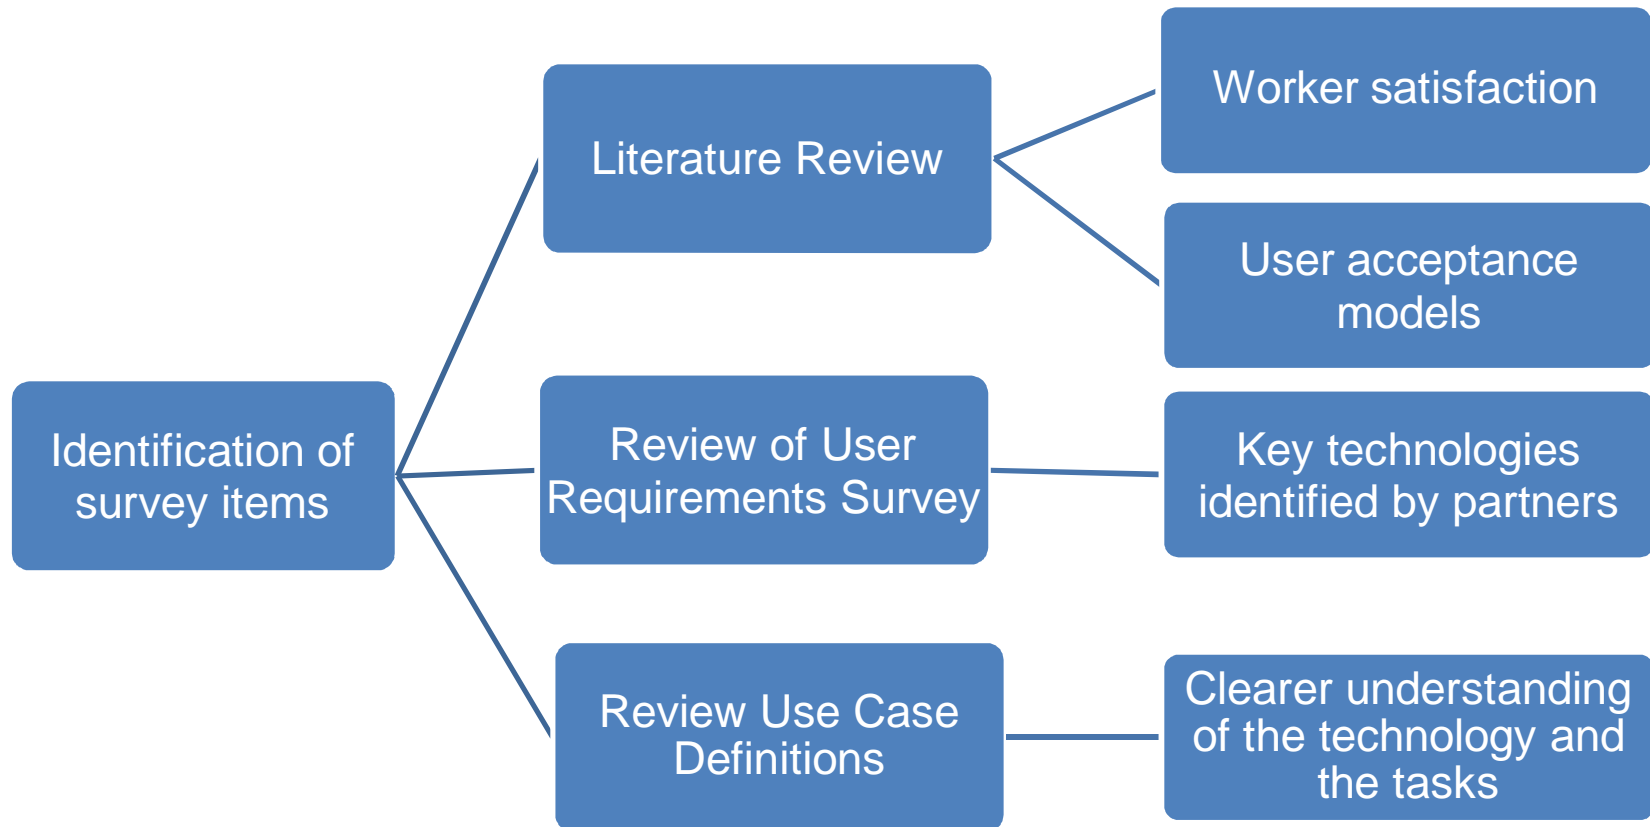 Identification of
survey items
Literature Review
Worker satisfaction
User acceptance
models
Review of User
Requirements Survey
Key technologies
identified by partners
Review Use Case
Definitions
Clearer understanding
of the technology and
the tasks